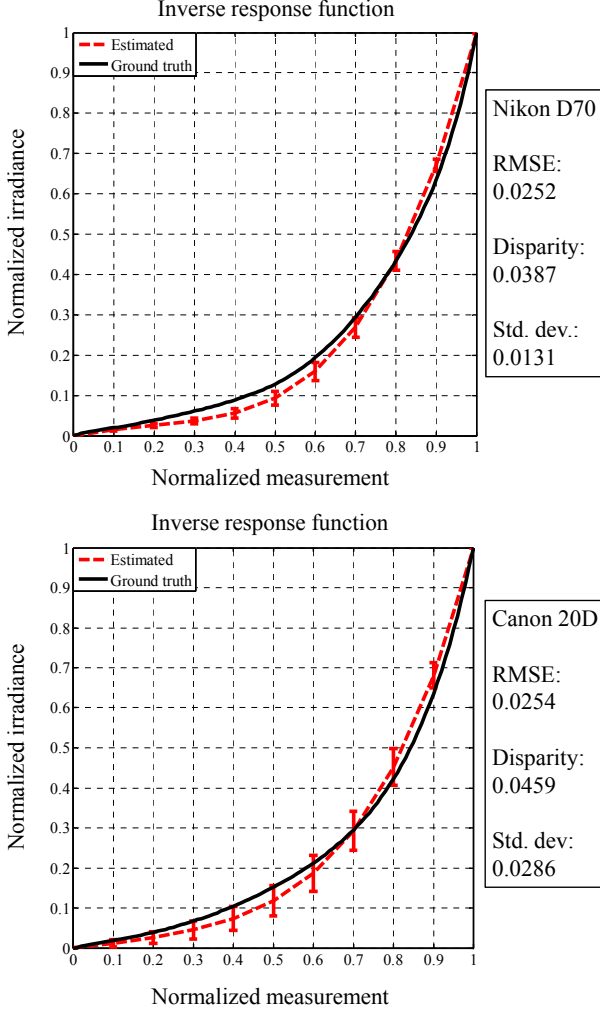 Inverse response function
Estimated
Ground truth
1
0.9
0.8
0.7
0.6
0.5
0.4
0.3
0.2
0.1
0
0 0.1 0.2 0.3 0.4 0.5 0.6 0.7 0.8 0.9 1
Normalized irradiance
Normalized measurement
Nikon D70
RMSE:
0.0252
Disparity:
0.0387
Std. dev.:
0.0131
Inverse response function
Estimated
Ground truth
1
0.9
0.8
0.7
0.6
0.5
0.4
0.3
0.2
0.1
0
0 0.1 0.2 0.3 0.4 0.5 0.6 0.7 0.8 0.9 1
Normalized irradiance
Normalized measurement
Canon 20D
RMSE:
0.0254
Disparity:
0.0459
Std. dev:
0.0286